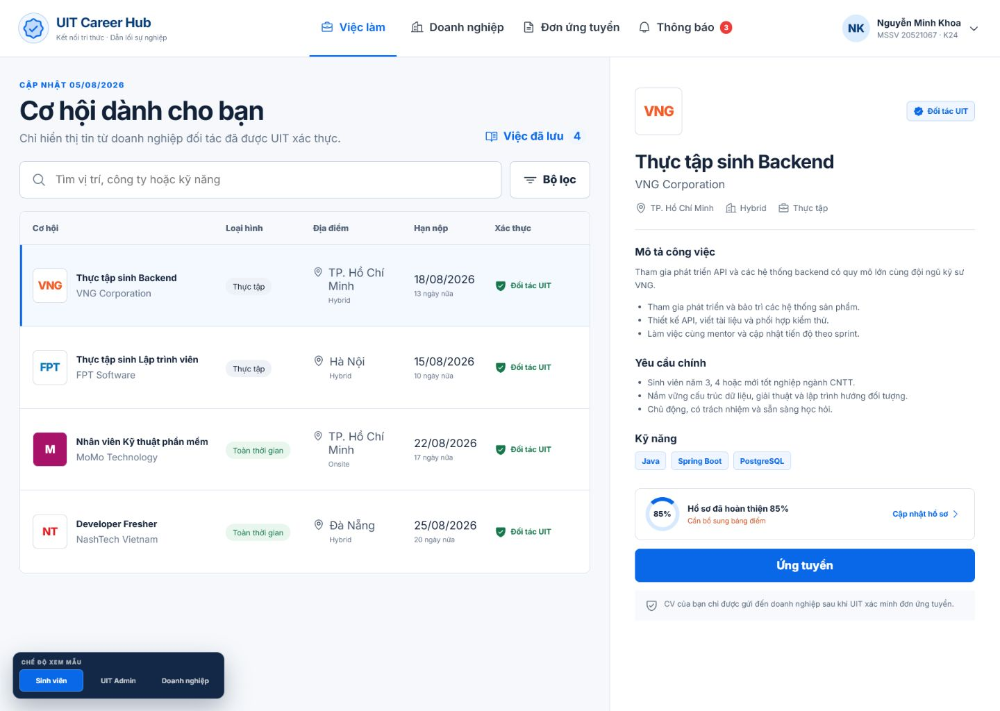 UIT Career Hub
Kết nối tri thức · Dẫn lối sự nghiệp
Việc làm
Doanh nghiệp
Đơn ứng tuyển
Thông báo 3
NK
Nguyễn Minh Khoa
MSSV 20521067 · K24
CẬP NHẬT 05/08/2026
Cơ hội dành cho bạn
Chỉ hiển thị tin từ doanh nghiệp đối tác đã được UIT xác thực.
Việc đã lưu 4
Tìm vị trí, công ty hoặc kỹ năng
Bộ lọc
Cơ hội Loại hình Địa điểm Hạn nộp Xác thực
VNG
Thực tập sinh Backend
VNG Corporation
Thực tập
TP. Hồ Chí
Minh
Hybrid
18/08/2026
13 ngày nữa
Đối tác UIT
FPT
Thực tập sinh Lập trình viên
FPT Software
Thực tập
Hà Nội
Hybrid
15/08/2026
10 ngày nữa
Đối tác UIT
M
Nhân viên Kỹ thuật phần mềm
MoMo Technology
Toàn thời gian
TP. Hồ Chí
Minh
Onsite
22/08/2026
17 ngày nữa
Đối tác UIT
NT
Developer Fresher
NashTech Vietnam
Toàn thời gian
Đà Nẵng
Hybrid
25/08/2026
20 ngày nữa
Đối tác UIT
VNG
Đối tác UIT
Thực tập sinh Backend
VNG Corporation
TP. Hồ Chí Minh Hybrid Thực tập
Mô tả công việc
Tham gia phát triển API và các hệ thống backend có quy mô lớn cùng đội ngũ kỹ sư
VNG.
• Tham gia phát triển và bảo trì các hệ thống sản phẩm.
• Thiết kế API, viết tài liệu và phối hợp kiểm thử.
• Làm việc cùng mentor và cập nhật tiến độ theo sprint.
Yêu cầu chính
• Sinh viên năm 3, 4 hoặc mới tốt nghiệp ngành CNTT.
• Nắm vững cấu trúc dữ liệu, giải thuật và lập trình hướng đối tượng.
• Chủ động, có trách nhiệm và sẵn sàng học hỏi.
Kỹ năng
Java Spring Boot PostgreSQL
85%
Hồ sơ đã hoàn thiện 85%
Cần bổ sung bảng điểm
Cập nhật hồ sơ
Ứng tuyển
CV của bạn chỉ được gửi đến doanh nghiệp sau khi UIT xác minh đơn ứng tuyển.
CHẾ ĐỘ XEM MẪU
Sinh viên UIT Admin Doanh nghiệp